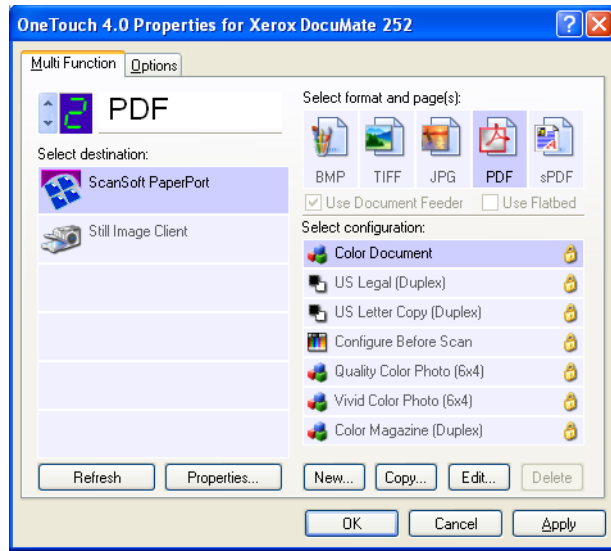 OneTouch 4.0 Properties for Xerox DocuMate 252
Multi Function
Options
2
PDF
Select destination:
ScanSoft PaperPort
Still Image Client
Refresh
Properties...
Select format and page(s):
BMP TIFF JPG PDF sPDF
Use Document Feeder
Use Flatbed
Select configuration:
Color Document
US Legal (Duplex)
US Letter Copy (Duplex)
Configure Before Scan
Quality Color Photo (6x4)
Vivid Color Photo (6x4)
Color Magazine (Duplex)
New...
Copy...
Edit...
Delete
OK
Cancel
Apply